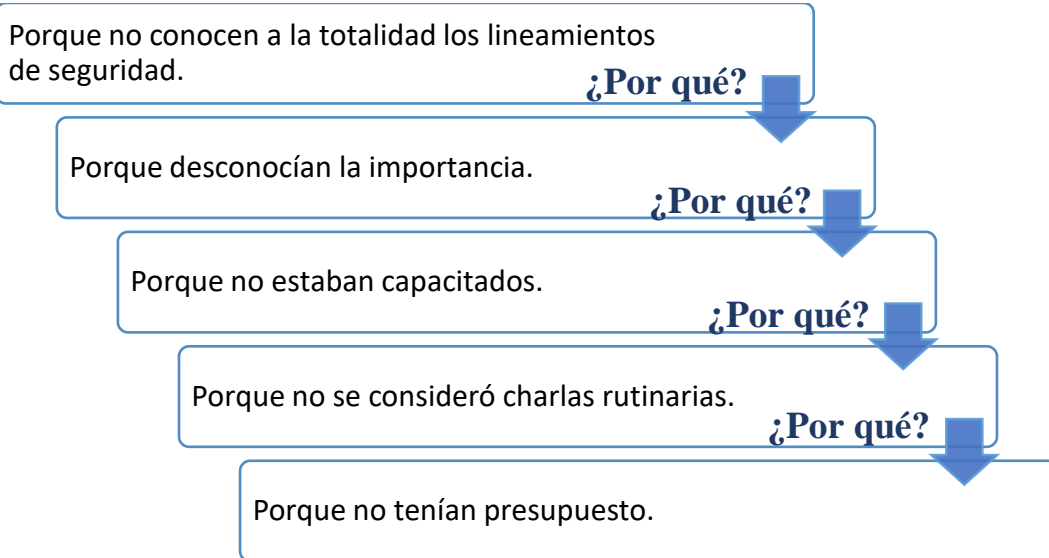 Porque no conocen a la totalidad los lineamientos
de seguridad.
¿Por qué?
Porque desconocían la importancia.
¿Por qué?
Porque no estaban capacitados.
¿Por qué?
Porque no se consideró charlas rutinarias.
¿Por qué?
Porque no tenían presupuesto.